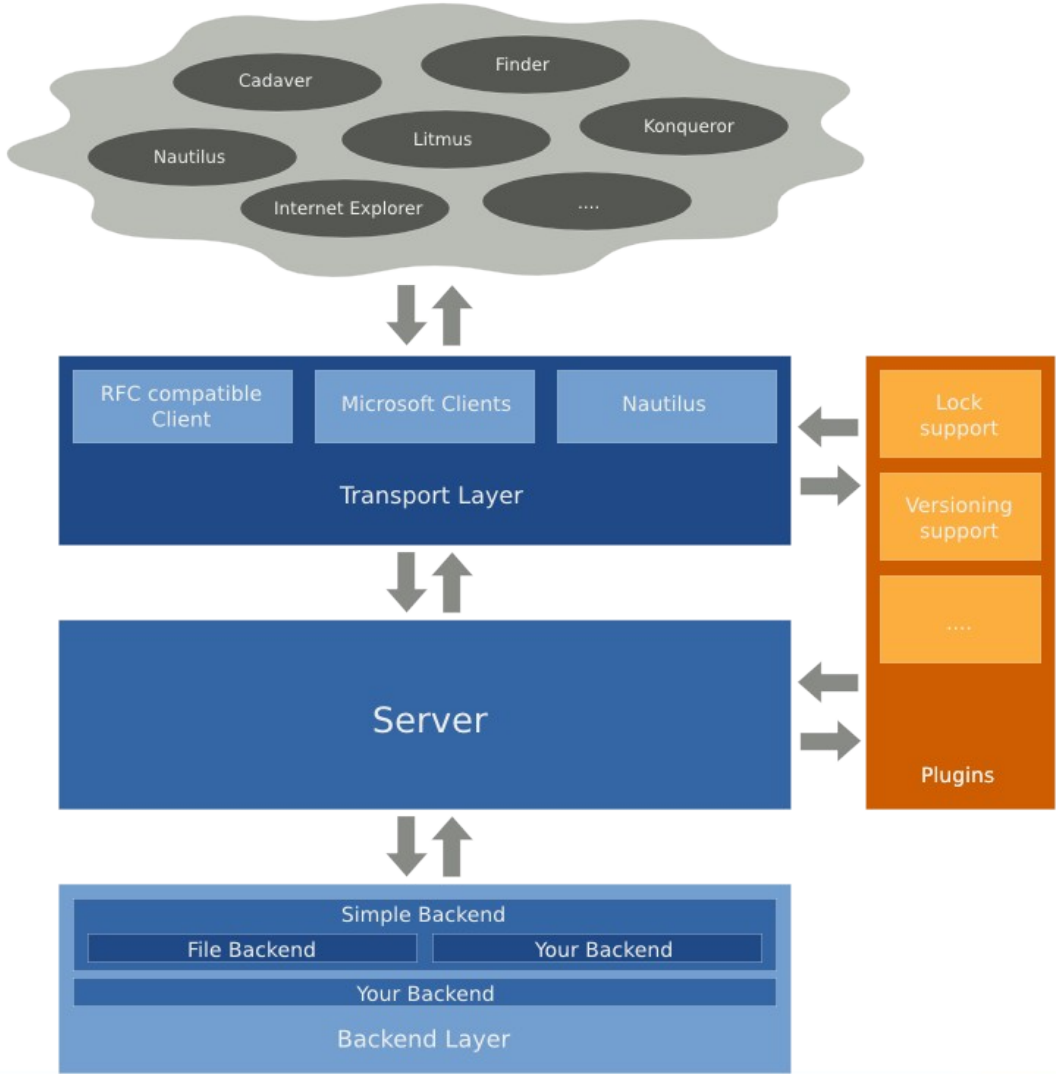 Cadaver
Finder
Nautilus
Litmus
Konqueror
Internet Explorer
....
RFC compatible
Client
Microsoft Clients
Nautilus
Transport Layer
Lock
support
Versioning
support
....
Plugins
Server
Simple Backend
File Backend
Your Backend
Your Backend
Backend Layer